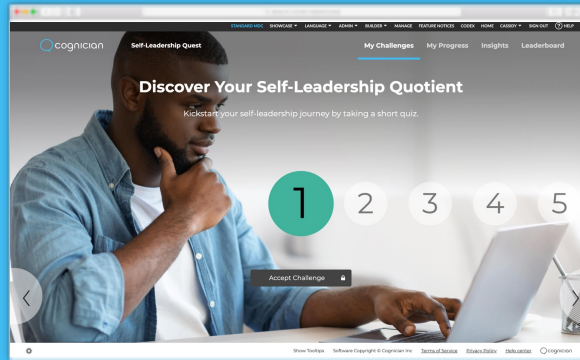 STANDARD MDC SHOWCASE LANGUAGE ADMIN BUILDER MANAGE FEATURE NOTICES CODEX HOME CASSIDY SIGN OUT ? HELP
cognician Self-Leadership Quest My Challenges My Progress Insights Leaderboard
Discover Your Self-Leadership Quotient
Kickstart your self-leadership journey by taking a short quiz.
1 2 3 4 5
Accept Challenge
Show Tooltips Software Copyright © Cognician Inc Terms of Service Privacy Policy Help center cognician